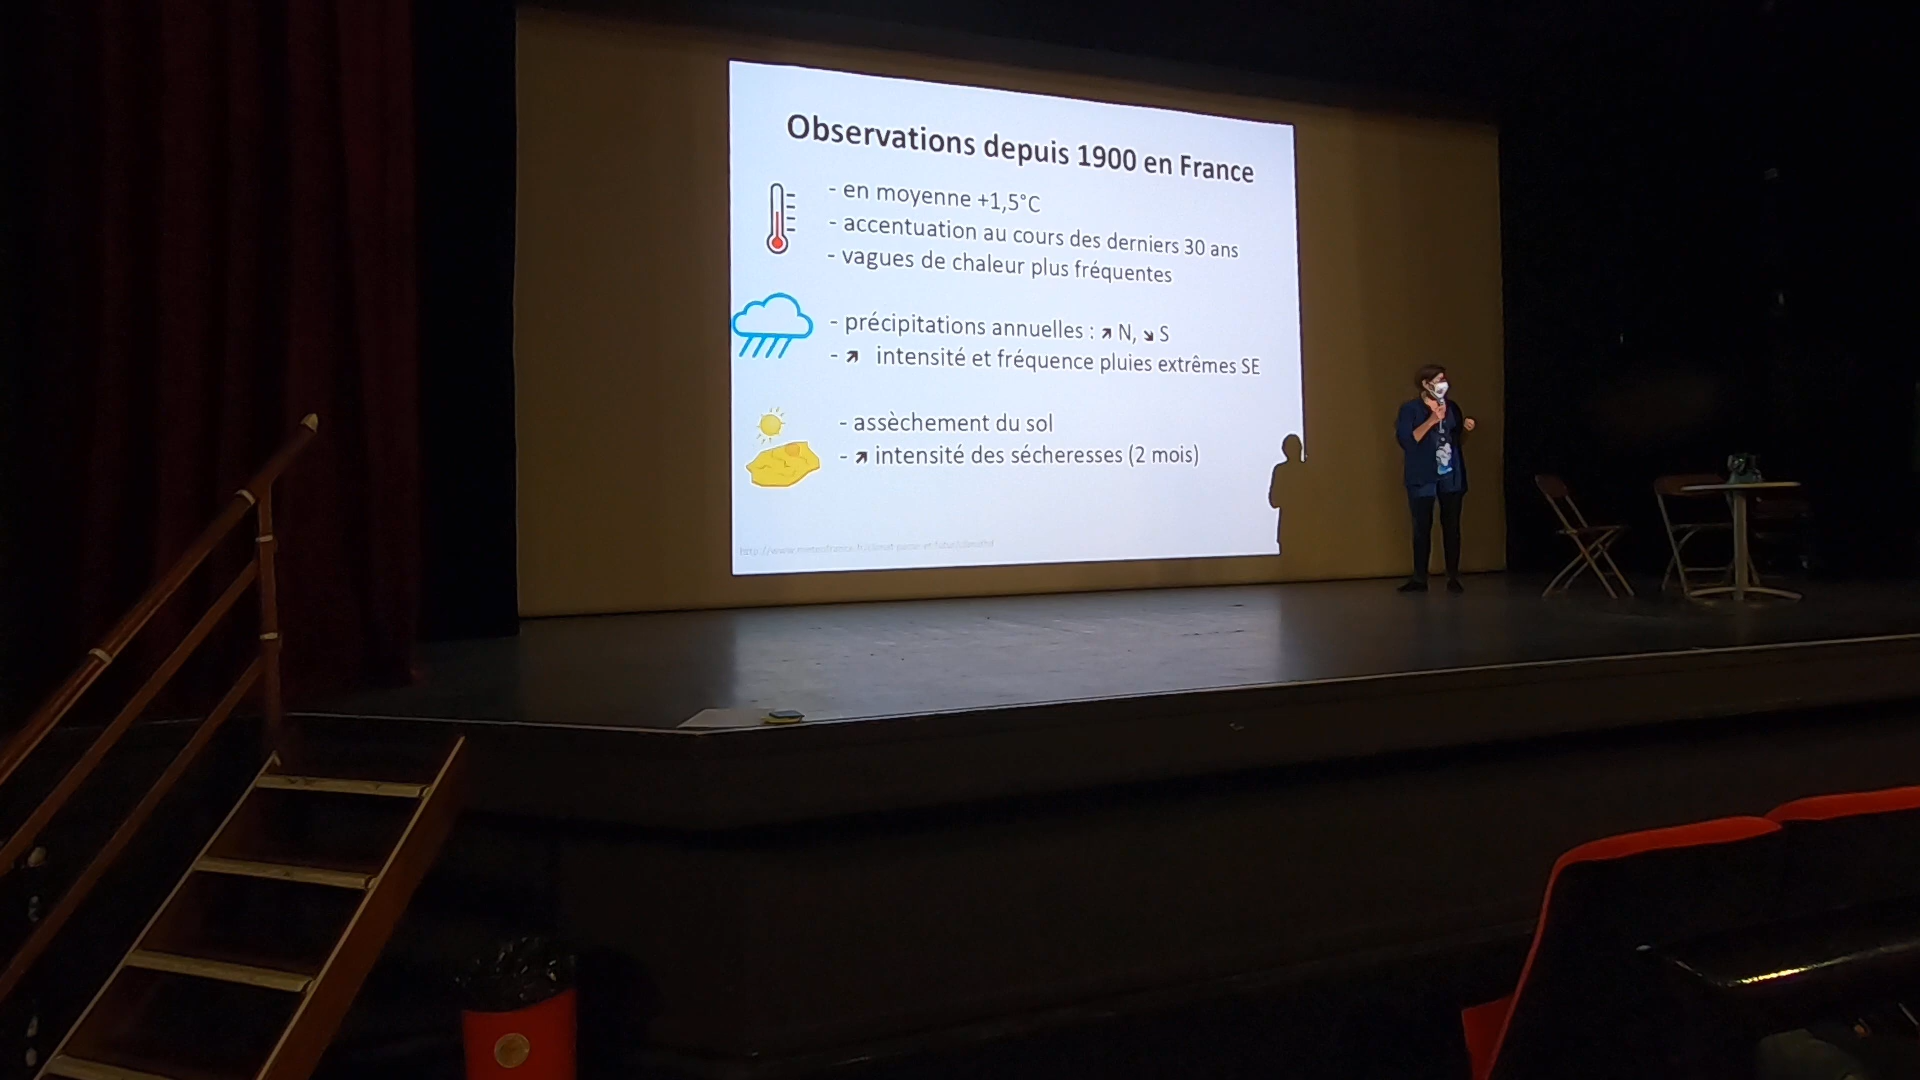 Observations depuis 1900 en France
- en moyenne +1,5°C
- accentuation au cours des derniers 30 ans
- vagues de chaleur plus fréquentes
- précipitations annuelles : ↗ N, ↘ S
- ↗ intensité et fréquence pluies extrêmes SE
- assèchement du sol
- ↗ intensité des sécheresses (2 mois)